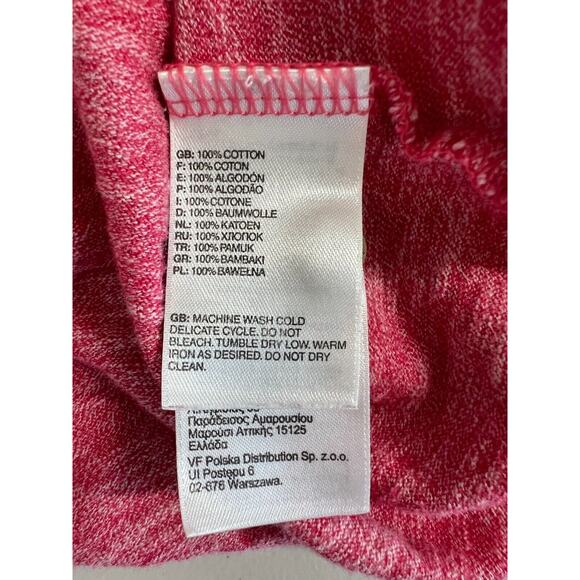 GB: 100% COTTON
F: 100% COTON
E: 100% ALGODÓN
P: 100% ALGODÃO
I: 100% COTONE
D: 100% BAUMWOLLE
NL: 100% KATOEN
RU: 100% ХЛОПОК
TR: 100% PAMUK
GR: 100% BAMBAKI
PL: 100% BAWEŁNA
GB: MACHINE WASH COLD
DELICATE CYCLE. DO NOT
BLEACH. TUMBLE DRY LOW. WARM
IRON AS DESIRED. DO NOT DRY
CLEAN.
Παράδεισος Αμαρουσίου
Μαρούσι Αττικής 15125
Ελλάδα
VF Polska Distribution Sp. z.o.o.
Ul Postępu 6
02-676 Warszawa.